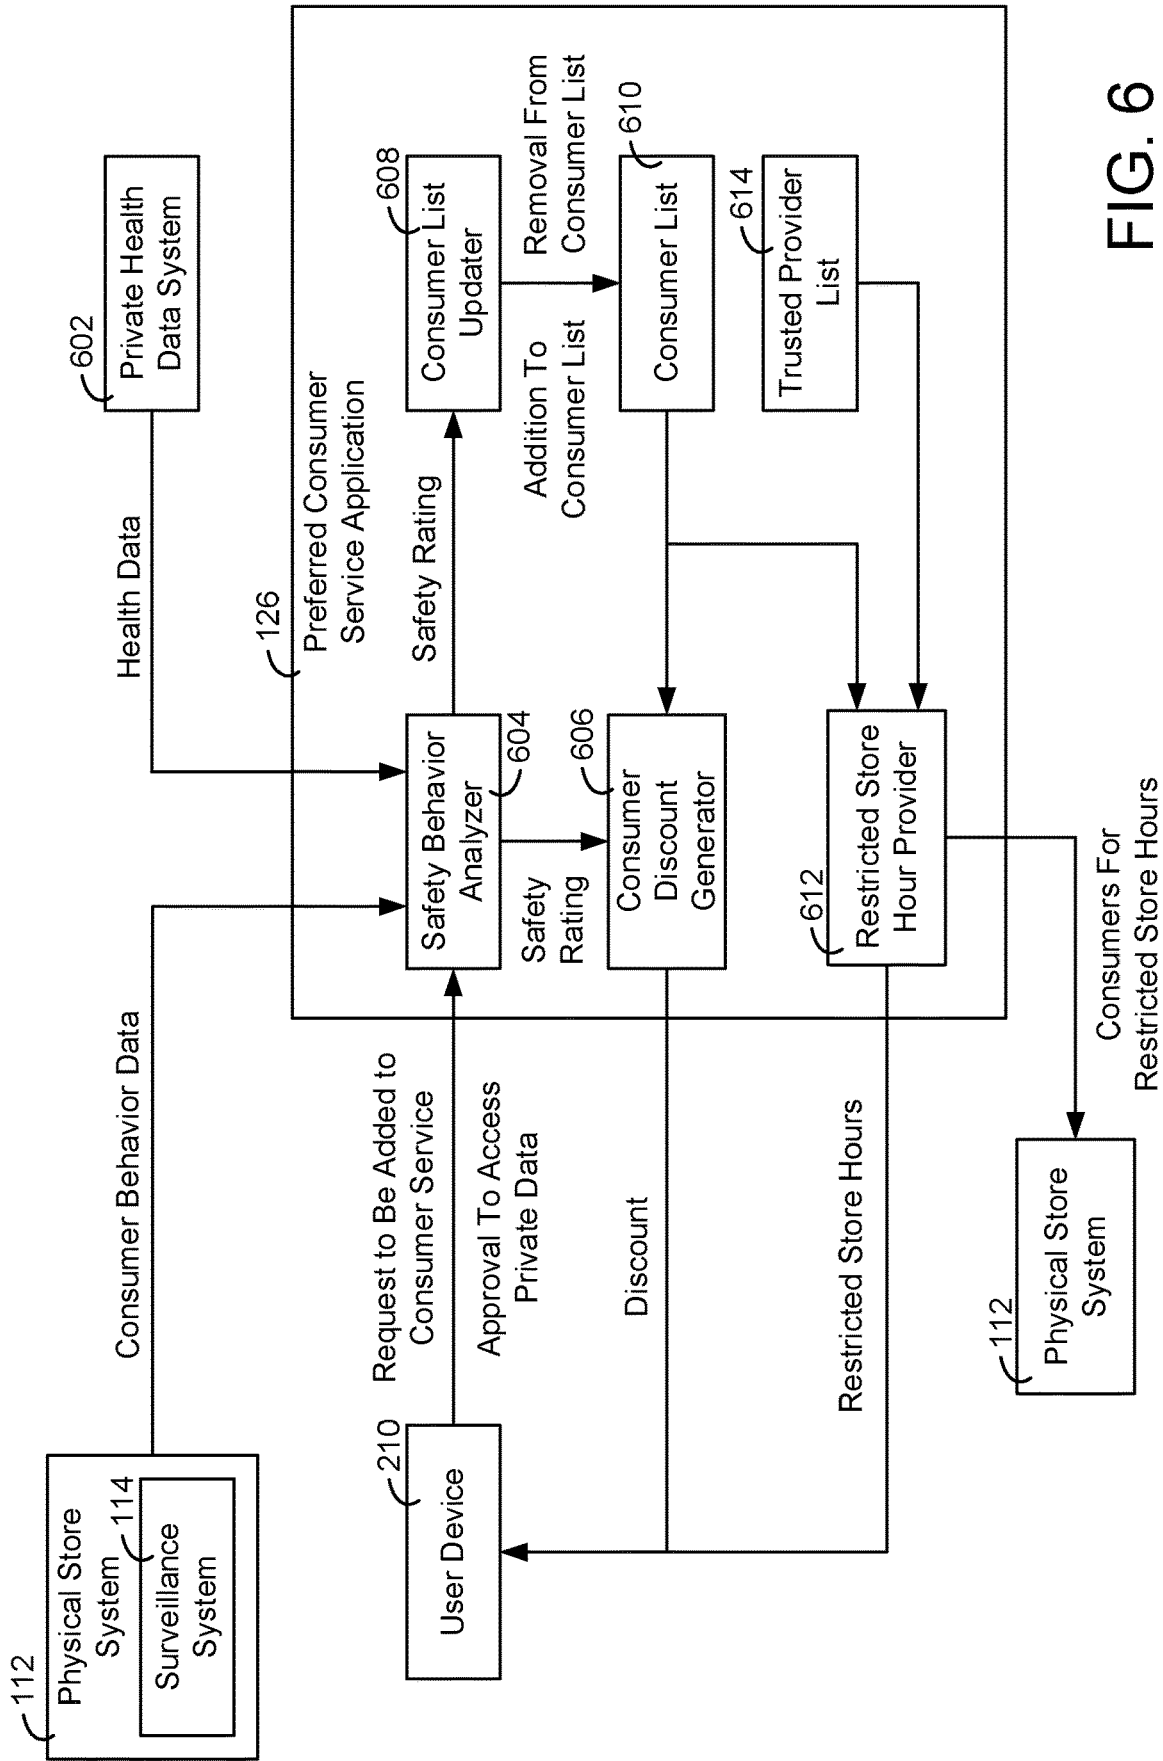 112
Physical Store
System
114
Surveillance
System
Consumer Behavior Data
Health Data
602
Private Health
Data System
126
Preferred Consumer
Service Application
210
User Device
Request to Be Added to
Consumer Service
Approval To Access
Private Data
Safety Behavior
Analyzer
604
Safety Rating
608
Consumer List
Updater
Safety
Rating
Addition To
Consumer List
Removal From
Consumer List
Discount
606
Consumer
Discount
Generator
Consumer List
610
Restricted Store Hours
612
Restricted Store
Hour Provider
614
Trusted Provider
List
112
Physical Store
System
Consumers For
Restricted Store Hours
FIG. 6